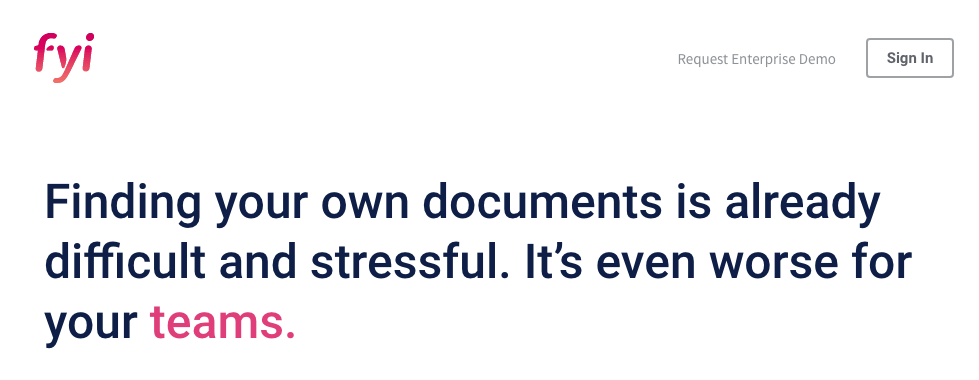 fyi
Request Enterprise Demo
Sign In
Finding your own documents is already
difficult and stressful. It’s even worse for
your teams.